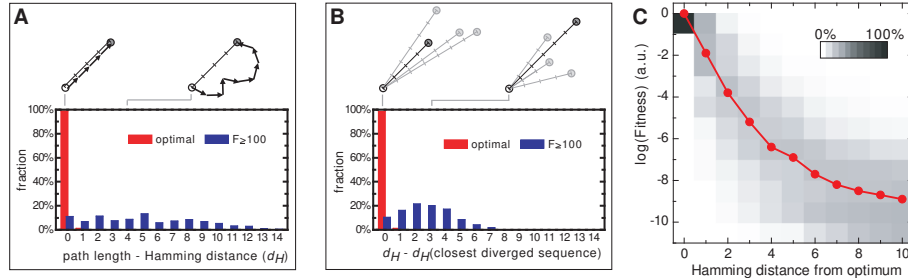 A
100%
80%
60%
40%
20%
0%
fraction
optimal
F≥100
0 1 2 3 4 5 6 7 8 9 10 11 12 13 14
path length - Hamming distance (dH)
B
100%
80%
60%
40%
20%
0%
fraction
optimal
F≥100
0 1 2 3 4 5 6 7 8 9 10 11 12 13 14
dH - dH(closest diverged sequence)
C
0% 100%
-0
-2
-4
-6
-8
-10
log(Fitness) (a.u.)
0 2 4 6 8 10
Hamming distance from optimum